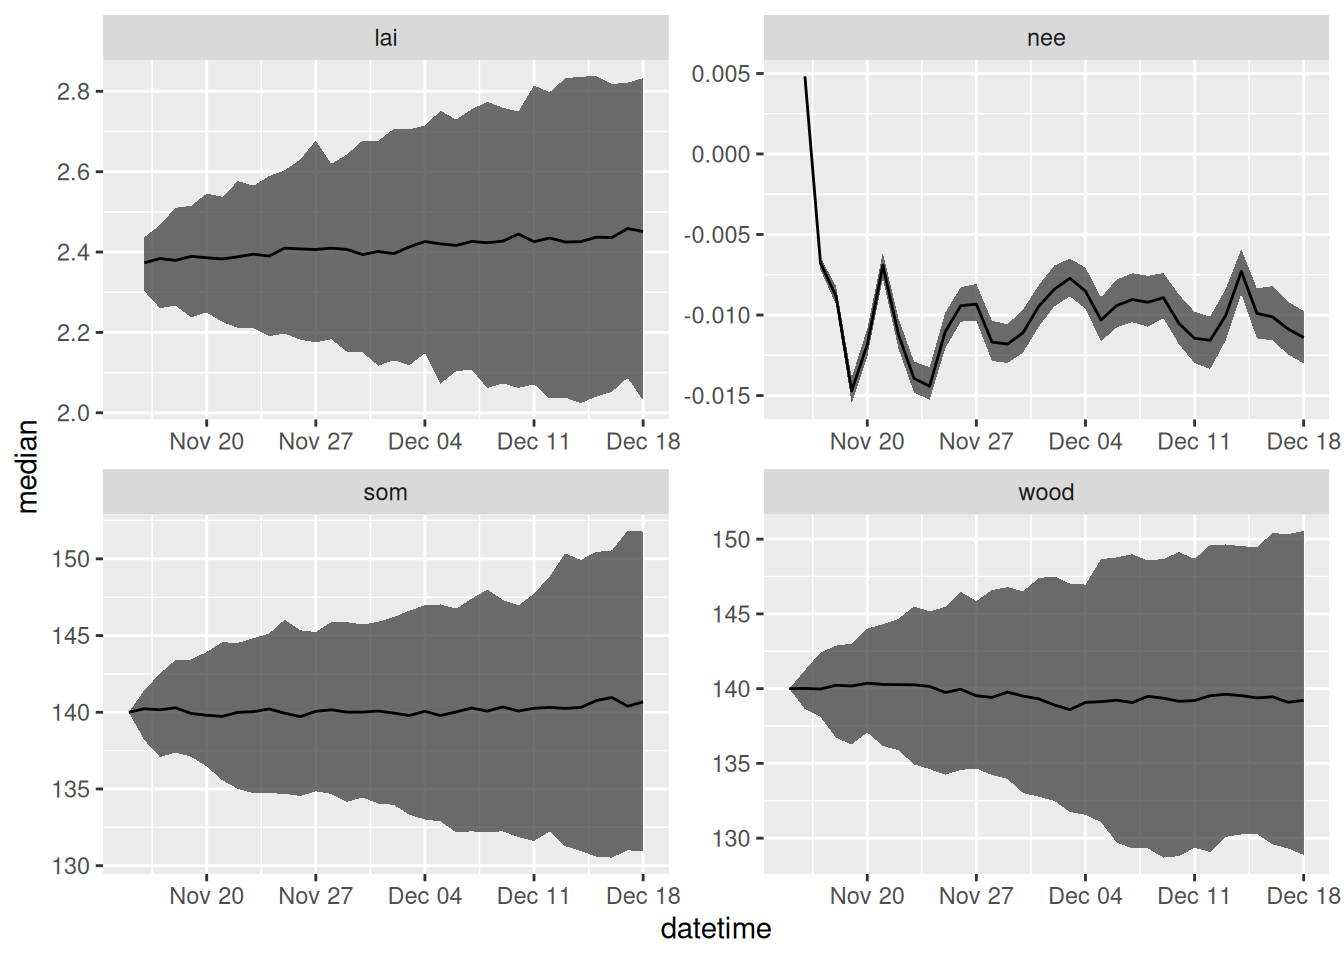 lai
nee
2.8
2.6
2.4
2.2
2.0
0.005
0.000
-0.005
-0.010
-0.015
Nov 20 Nov 27 Dec 04 Dec 11 Dec 18
Nov 20 Nov 27 Dec 04 Dec 11 Dec 18
median
som
wood
150
145
140
135
130
150
145
140
135
130
Nov 20 Nov 27 Dec 04 Dec 11 Dec 18
Nov 20 Nov 27 Dec 04 Dec 11 Dec 18
datetime